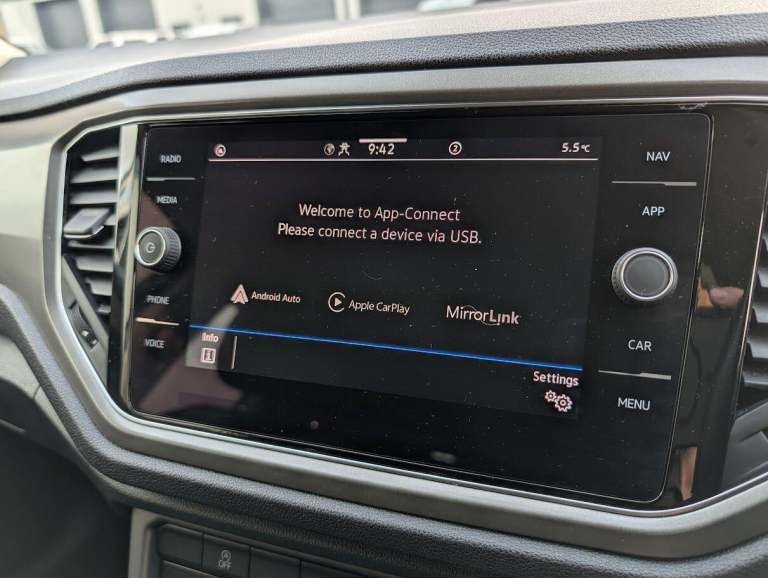 RADIO
MEDIA
PHONE
VOICE
9:42
2
5.5°C
Welcome to App-Connect
Please connect a device via USB.
Android Auto
Apple CarPlay
MirrorLink
Info
Settings
NAV
APP
CAR
MENU
OFF